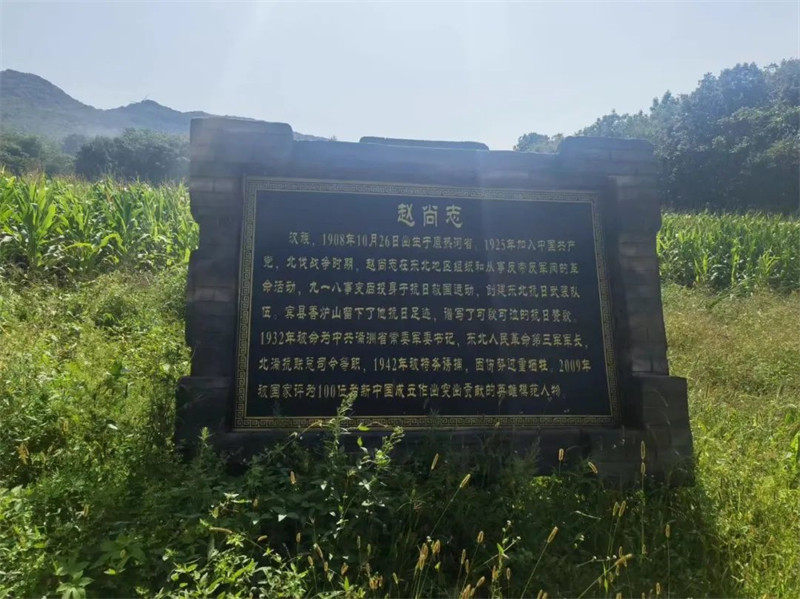 赵尚志
汉族，1908年10月26日出生于原热河省，1925年加入中国共产
党，北伐战争时期，赵尚志在东北地区组织和从事反帝反军阀的革
命活动，九一八事变后投身于抗日救国运动，创建东北抗日武装队
伍。宾县香炉山留下了他抗日足迹，谱写了可歌可泣的抗日赞歌。
1932年被命为中共满洲省常委军委书记，东北人民革命第三军军长，
北满抗联总司令等职，1942年被特务诱捕，因伤势过重牺牲。2009年
被国家评为100位为新中国成立作出突出贡献的英雄模范人物。